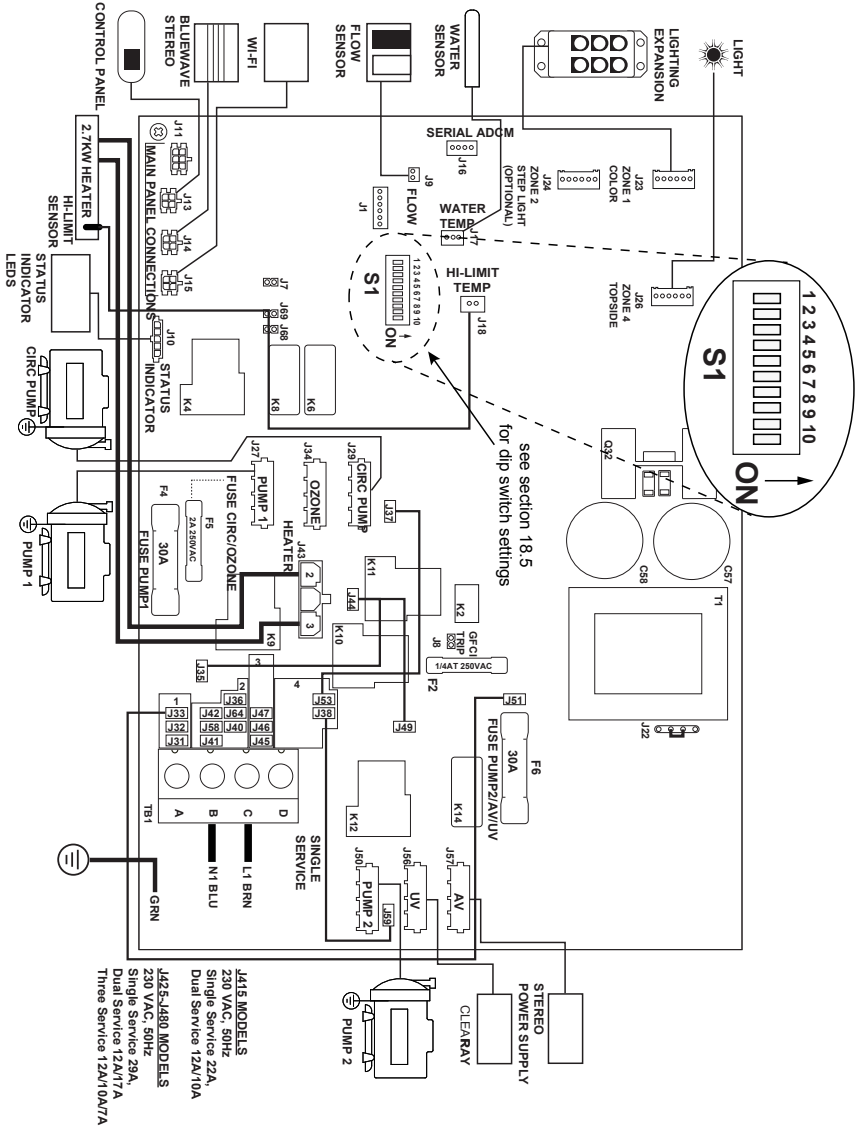 LIGHT
LIGHTING
EXPANSION
WATER
SENSOR
FLOW
SENSOR
WI-FI
BLUEWAVE
STEREO
CONTROL PANEL
1 2 3 4 5 6 7 8 9 10
S1
ON
J23
ZONE 1
COLOR
J24
ZONE 2
STEP LIGHT
(OPTIONAL)
J26
ZONE 4
TOPSIDE
SERIAL ADCM
J16
J9
FLOW
J1
WATER
TEMP
J17
HI-LIMIT
TEMP
J18
1 2 3 4 5 6 7 8 9 10
S1
ON
see section 18.5
for dip switch settings
J11
MAIN PANEL CONNECTIONS
J13
J14
J15
J7
J69
J68
J10
STATUS
INDICATOR
2.7KW HEATER
HI-LIMIT
SENSOR
STATUS
INDICATOR
LEDS
CIRC PUMP
PUMP 1
K4
K8
K6
Q32
C58
C57
T1
J22
J29
CIRC PUMP
J34
OZONE
J27
PUMP 1
J37
FUSE CIRC/OZONE
F5
2A 250VAC
F4
30A
FUSE PUMP1
HEATER
J43
2
3
K11
K2
J44
K10
K9
J35
J8
GFCI
TRIP
1/4AT 250VAC
F2
J49
J51
F6
30A
FUSE PUMP2/AV/UV
1
2
3
4
J33
J32
J31
J36
J42
J64
J58
J40
J41
J47
J46
J45
J53
J38
TB1
A
B
C
D
N1 BLU
L1 BRN
GRN
SINGLE
SERVICE
K12
K14
J50
PUMP 2
J59
J56
UV
J57
AV
STEREO
POWER SUPPLY
CLEARAY
PUMP 2
J415 MODELS
230 VAC, 50Hz
Single Service 22A,
Dual Service 12A/10A
J425-J480 MODELS
230 VAC, 50Hz
Single Service 29A,
Dual Service 12A/17A
Three Service 12A/10A/7A